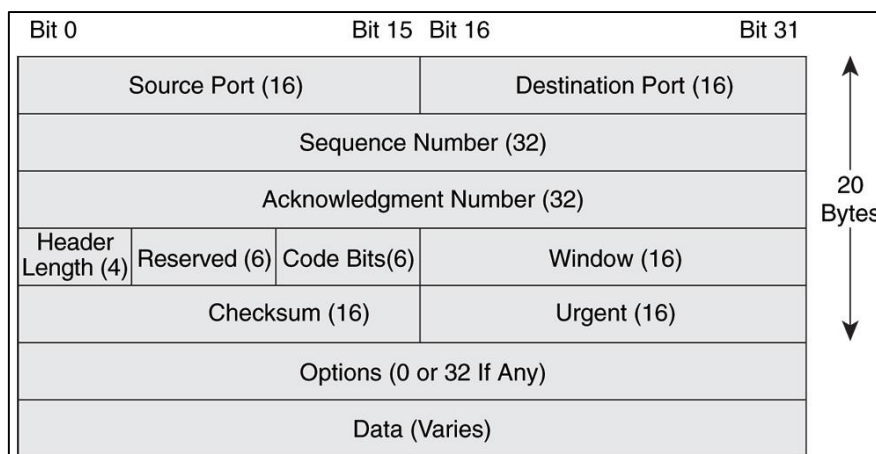 Bit 0 Bit 15 Bit 16 Bit 31
Source Port (16) Destination Port (16)
Sequence Number (32)
Acknowledgment Number (32)
20
Bytes
Header
Length (4) Reserved (6) Code Bits(6) Window (16)
Checksum (16) Urgent (16)
Options (0 or 32 If Any)
Data (Varies)